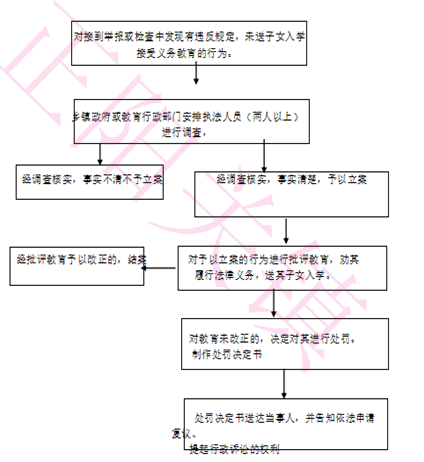 对接到举报或检查中发现有违反规定，未送子女入学
接受义务教育的行为。
乡镇政府或教育行政部门安排执法人员（两人以上）
进行调查，
经调查核实，事实不清不予立案
经调查核实，事实清楚，予以立案
经批评教育予以改正的，结案
对予以立案的行为进行批评教育，劝其
履行法律义务，送其子女入学。
对教育未改正的，决定对其进行处罚。
制作处罚决定书
处罚决定书送达当事人，并告知依法申请
复议、
提起行政诉讼的权利
正阳关镇